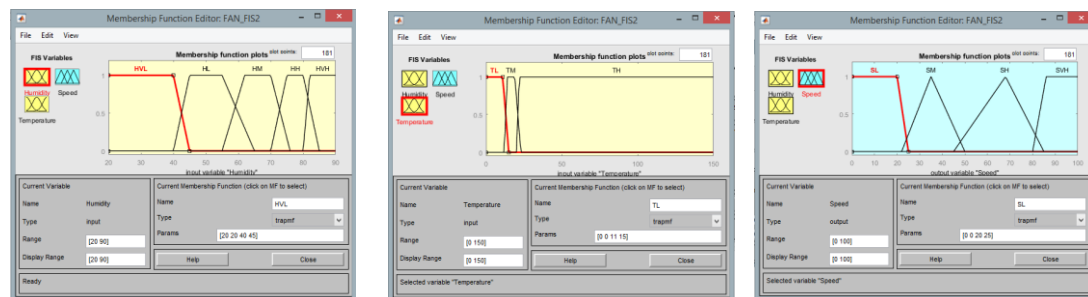 Membership Function Editor: FAN_FIS2
File Edit View
FIS Variables
Membership function plots
plot points:
181
HVL HL HM HH HVH
1
0.5
0
Humidity
Speed
Temperature
20 30 40 50 60 70 80 90
input variable "Humidity"
Current Variable
Current Membership Function (click on MF to select)
Name Humidity
Name HVL
Type input
Type trapmf
Params [20 20 40 45]
Range [20 90]
Display Range [20 90]
Help Close
Ready
Membership Function Editor: FAN_FIS2
File Edit View
FIS Variables
Membership function plots
plot points:
181
TL TM TH
1
0.5
0
Humidity
Speed
Temperature
0 50 100 150
input variable "Temperature"
Current Variable
Current Membership Function (click on MF to select)
Name Temperature
Name TL
Type input
Type trapmf
Params [0 0 11 15]
Range [0 150]
Display Range [0 150]
Help Close
Selected variable "Temperature"
Membership Function Editor: FAN_FIS2
File Edit View
FIS Variables
Membership function plots
plot points:
181
SL SM SH SVH
1
0.5
0
Humidity
Speed
Temperature
0 10 20 30 40 50 60 70 80 90 100
output variable "Speed"
Current Variable
Current Membership Function (click on MF to select)
Name Speed
Name SL
Type output
Type trapmf
Params [0 0 20 25]
Range [0 100]
Display Range [0 100]
Help Close
Selected variable "Speed"